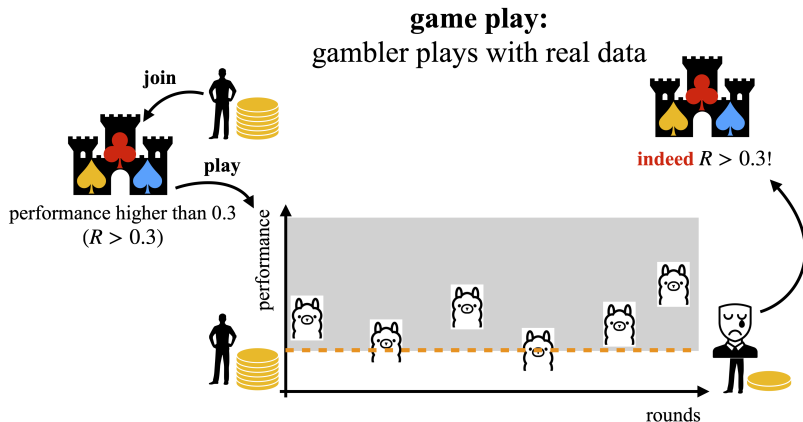 game play:
gambler plays with real data
join
play
performance higher than 0.3
(R > 0.3)
indeed R > 0.3!
performance
rounds